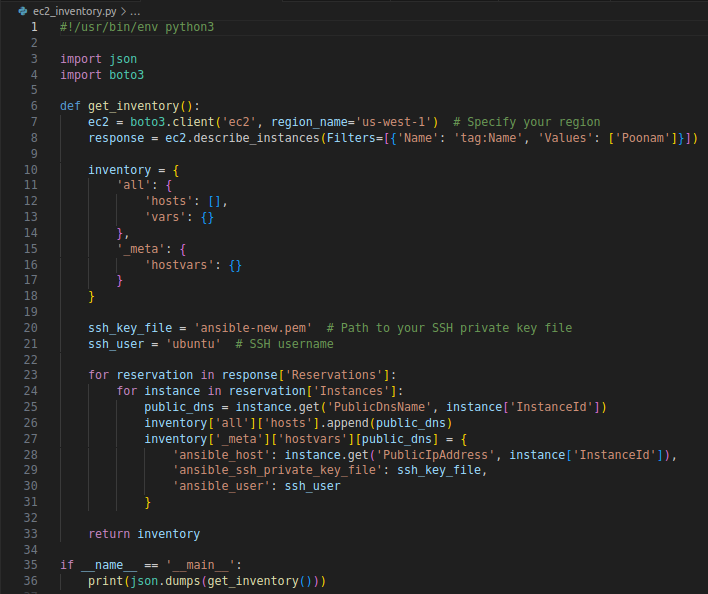 ec2_inventory.py > ...
1 #!/usr/bin/env python3
2
3 import json
4 import boto3
5
6 def get_inventory():
7     ec2 = boto3.client('ec2', region_name='us-west-1')  # Specify your region
8     response = ec2.describe_instances(Filters=[{'Name': 'tag:Name', 'Values': ['Poonam']}])
9
10     inventory = {
11         'all': {
12             'hosts': [],
13             'vars': {}
14         },
15         '_meta': {
16             'hostvars': {}
17         }
18     }
19
20     ssh_key_file = 'ansible-new.pem'  # Path to your SSH private key file
21     ssh_user = 'ubuntu'  # SSH username
22
23     for reservation in response['Reservations']:
24         for instance in reservation['Instances']:
25             public_dns = instance.get('PublicDnsName', instance['InstanceId'])
26             inventory['all']['hosts'].append(public_dns)
27             inventory['_meta']['hostvars'][public_dns] = {
28                 'ansible_host': instance.get('PublicIpAddress', instance['InstanceId']),
29                 'ansible_ssh_private_key_file': ssh_key_file,
30                 'ansible_user': ssh_user
31             }
32
33     return inventory
34
35 if __name__ == '__main__':
36     print(json.dumps(get_inventory()))